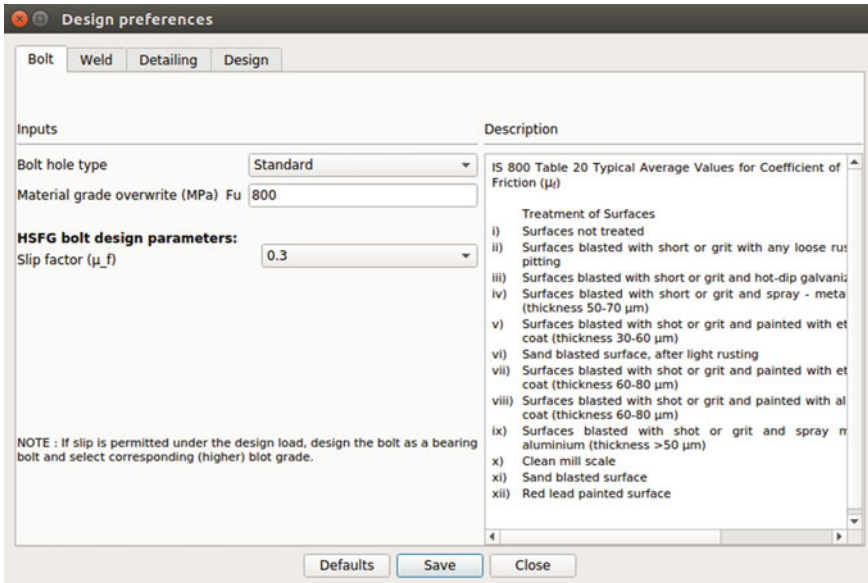 Design preferences
Bolt Weld Detailing Design
Inputs
Bolt hole type Standard
Material grade overwrite (MPa) Fu 800
HSFG bolt design parameters:
Slip factor (μ_f) 0.3
NOTE : If slip is permitted under the design load, design the bolt as a bearing
bolt and select corresponding (higher) blot grade.
Description
IS 800 Table 20 Typical Average Values for Coefficient of
Friction (μf)
Treatment of Surfaces
i) Surfaces not treated
ii) Surfaces blasted with short or grit with any loose
pitting
iii) Surfaces blasted with short or grit and hot-dip
iv) Surfaces blasted with short or grit and spray -
(thickness 50-70 μm)
v) Surfaces blasted with shot or grit and painted with
coat (thickness 30-60 μm)
vi) Sand blasted surface, after light rusting
vii) Surfaces blasted with shot or grit and painted with
coat (thickness 60-80 μm)
viii) Surfaces blasted with shot or grit and painted with
coat (thickness 60-80 μm)
ix) Surfaces blasted with shot or grit and spray
aluminium (thickness >50 μm)
x) Clean mill scale
xi) Sand blasted surface
xii) Red lead painted surface
Defaults Save Close